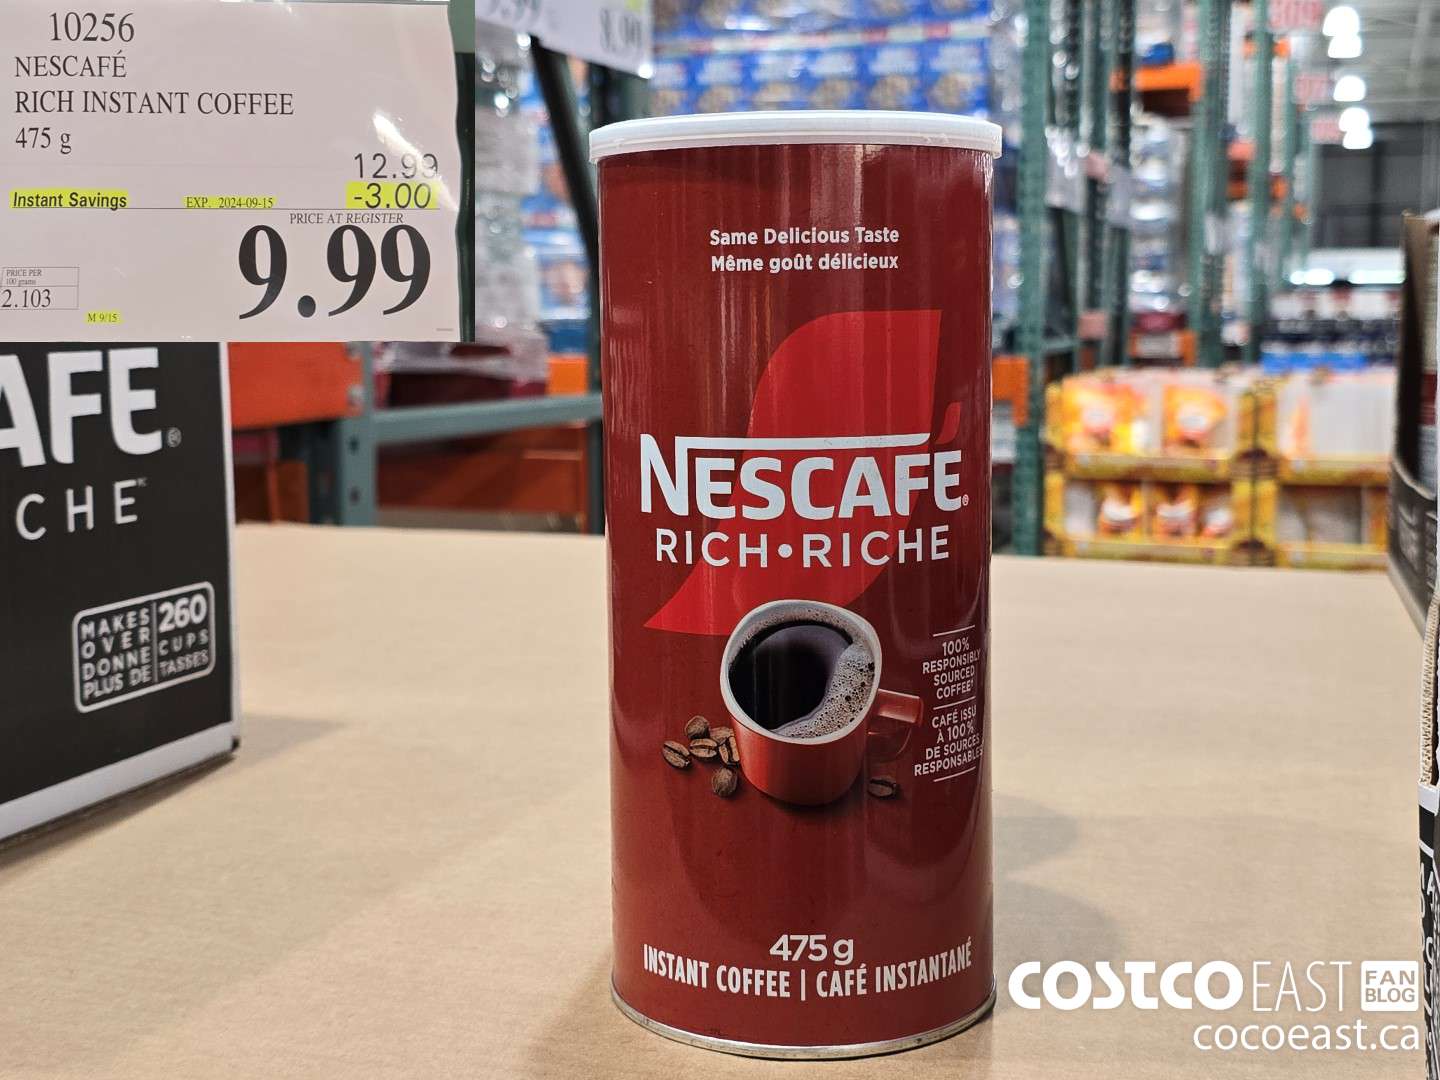 10256
NESCAFÉ
RICH INSTANT COFFEE
475 g
12.99
Instant Savings EXP. 2024-09-15 -3.00
PRICE AT REGISTER
9.99
PRICE PER
100 grams
2.103
M 9/15
8.99
AFE
CHE
MAKES
OVER
DONNE
PLUS DE
260
CUPS
TASSES
Same Delicious Taste
Même goût délicieux
NESCAFÉ®
RICH•RICHE
100%
RESPONSIBLY
SOURCED
COFFEE
CAFÉ ISSU
À 100%
DE SOURCES
RESPONSABLES
475 g
INSTANT COFFEE | CAFÉ INSTANTANÉ
COSTCO EAST FAN BLOG
cocoeast.ca